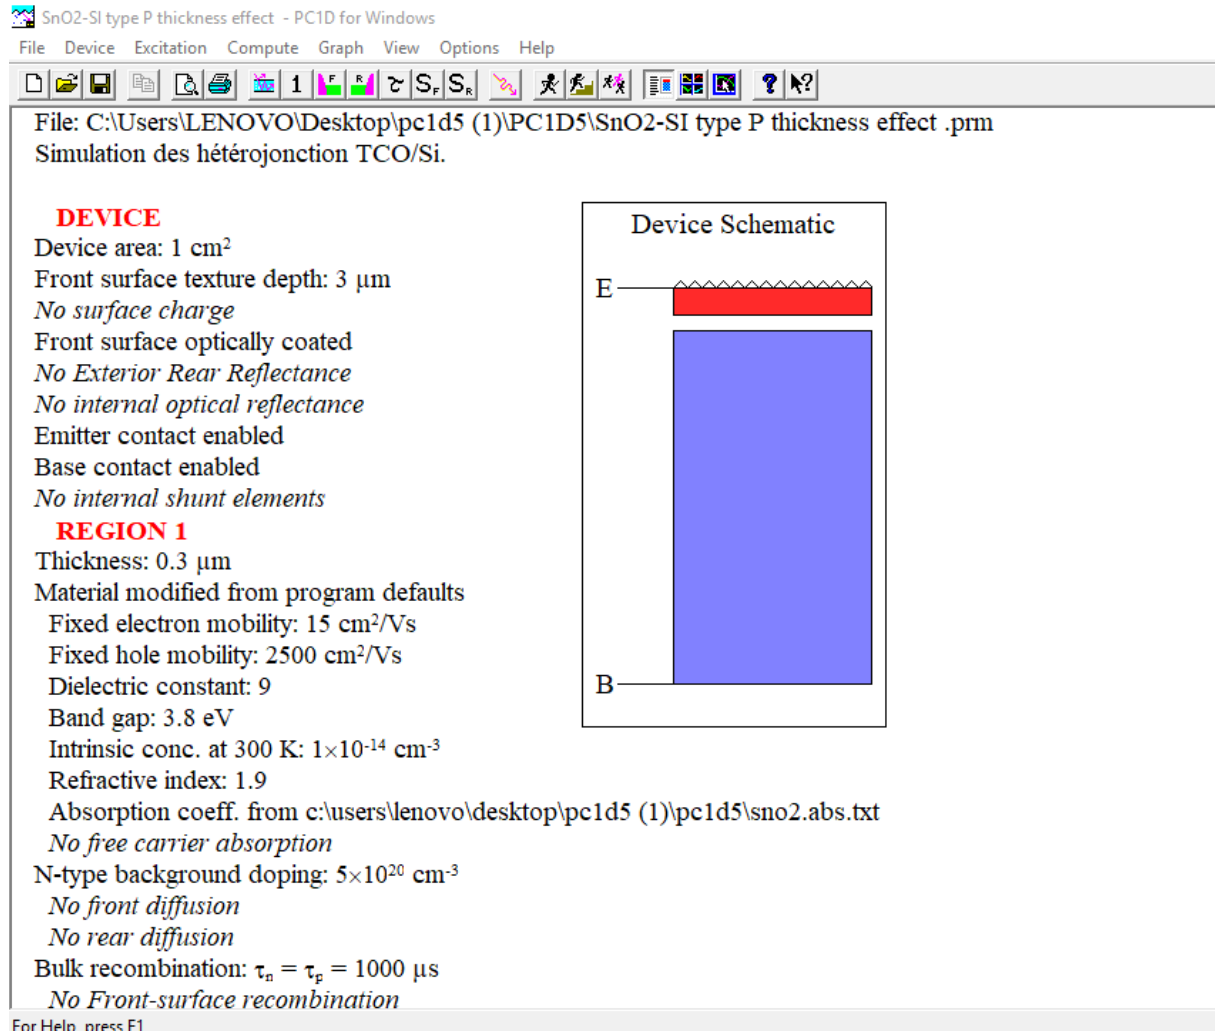 SnO2-SI type P thickness effect - PC1D for Windows
File Device Excitation Compute Graph View Options Help
1 F R τ SF SR ? ?
File: C:\Users\LENOVO\Desktop\pc1d5 (1)\PC1D5\SnO2-SI type P thickness effect .prm
Simulation des hétérojonction TCO/Si.
DEVICE
Device area: 1 cm²
Front surface texture depth: 3 µm
No surface charge
Front surface optically coated
No Exterior Rear Reflectance
No internal optical reflectance
Emitter contact enabled
Base contact enabled
No internal shunt elements
REGION 1
Thickness: 0.3 µm
Material modified from program defaults
Fixed electron mobility: 15 cm²/Vs
Fixed hole mobility: 2500 cm²/Vs
Dielectric constant: 9
Band gap: 3.8 eV
Intrinsic conc. at 300 K: 1×10⁻¹⁴ cm⁻³
Refractive index: 1.9
Absorption coeff. from c:\users\lenovo\desktop\pc1d5 (1)\pc1d5\sno2.abs.txt
No free carrier absorption
N-type background doping: 5×10²⁰ cm⁻³
No front diffusion
No rear diffusion
Bulk recombination: τₙ = τₚ = 1000 µs
No Front-surface recombination
Device Schematic
E
B
For Help, press F1